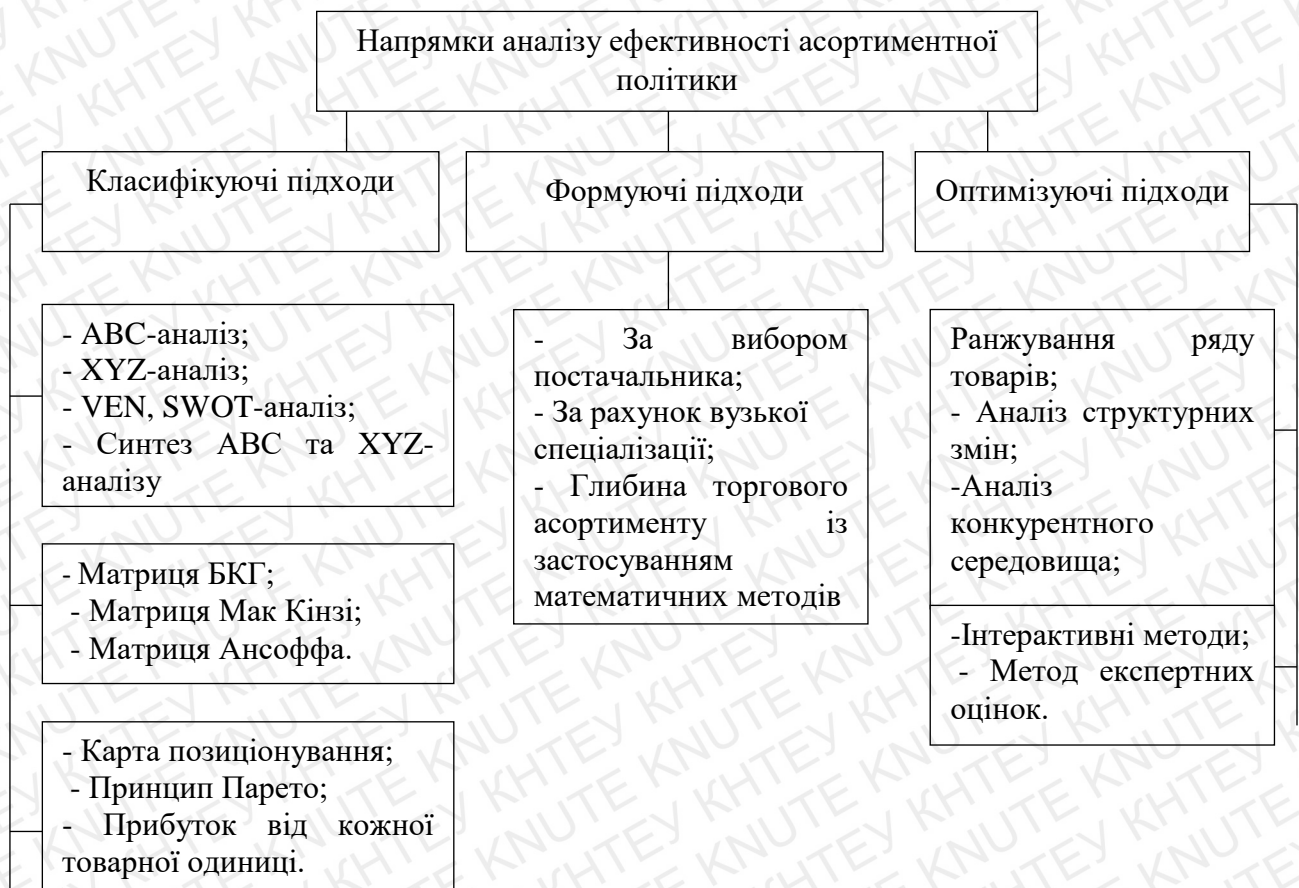 Напрямки аналізу ефективності асортиментної
політики
Класифікуючі підходи
Формуючі підходи
Оптимізуючі підходи
- АВС-аналіз;
- XYZ-аналіз;
- VEN, SWOT-аналіз;
- Синтез АВС та XYZ-
аналізу
- Матриця БКГ;
- Матриця Мак Кінзі;
- Матриця Ансоффа.
- Карта позиціонування;
- Принцип Парето;
- Прибуток від кожної
товарної одиниці.
- За вибором
постачальника;
- За рахунок вузької
спеціалізації;
- Глибина торгового
асортименту із
застосуванням
математичних методів
Ранжування ряду
товарів;
- Аналіз структурних
змін;
-Аналіз
конкурентного
середовища;
-Інтерактивні методи;
- Метод експертних
оцінок.